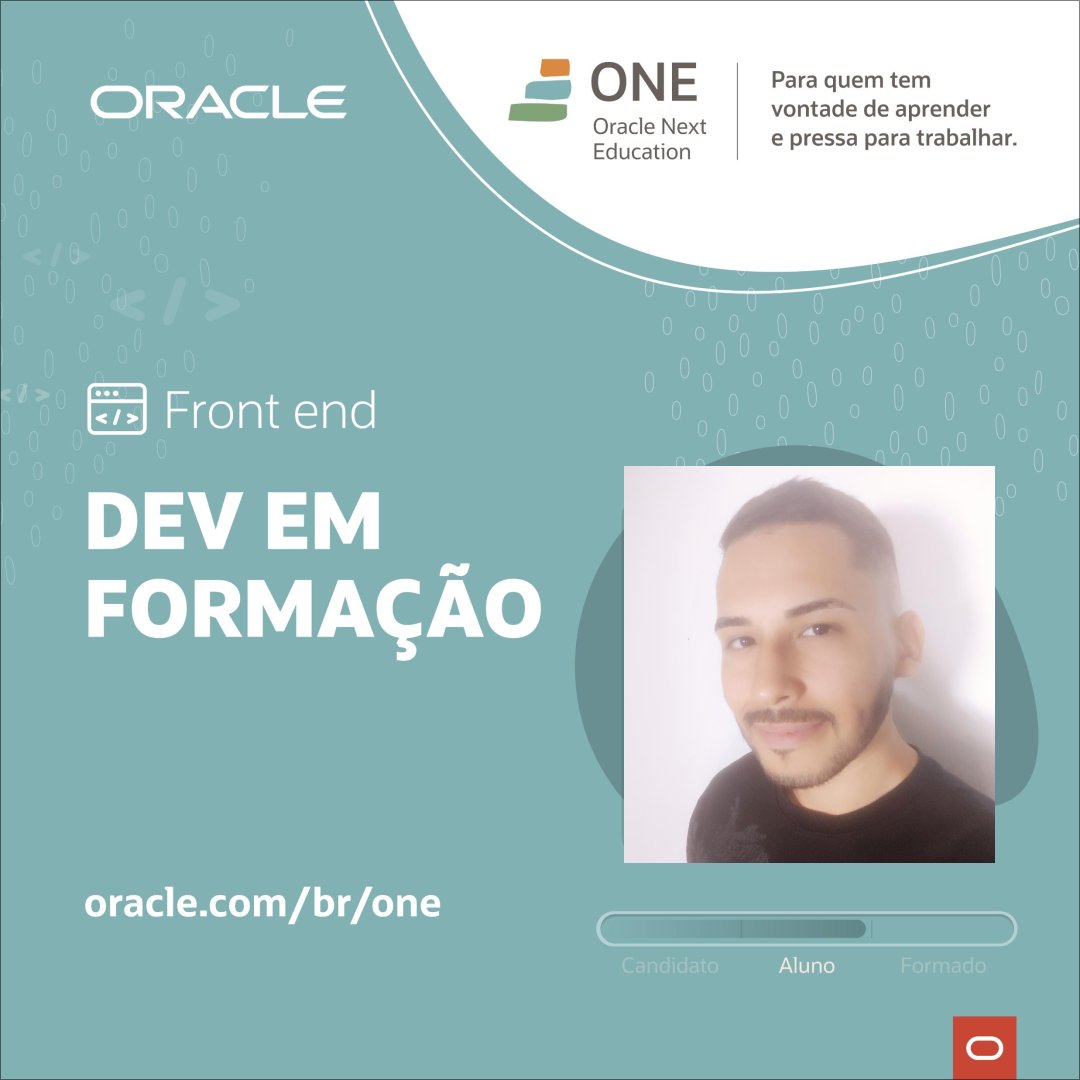 ORACLE
ONE
Oracle Next
Education
Para quem tem
vontade de aprender
e pressa para trabalhar.
</>
</>
</>
</>
Front end
DEV EM
FORMAÇÃO
oracle.com/br/one
Candidato
Aluno
Formado